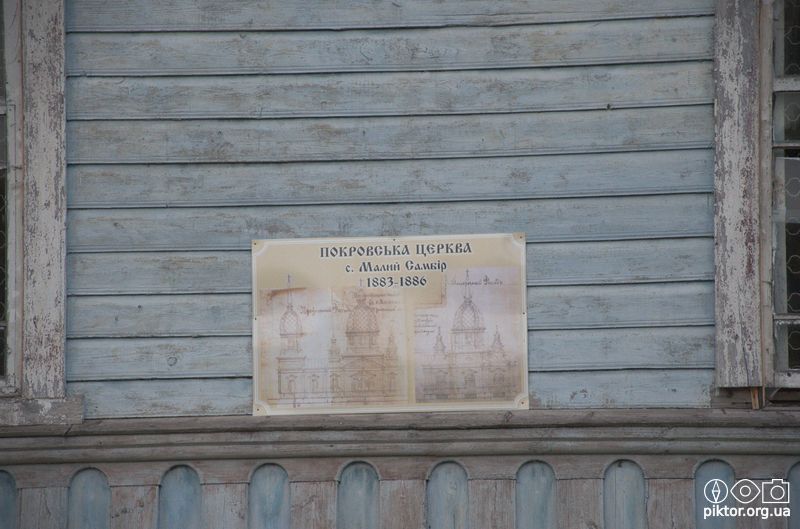 ПОКРОВСЬКА ЦЕРКВА
с. Малий Самбір
1883-1886
piktor.org.ua